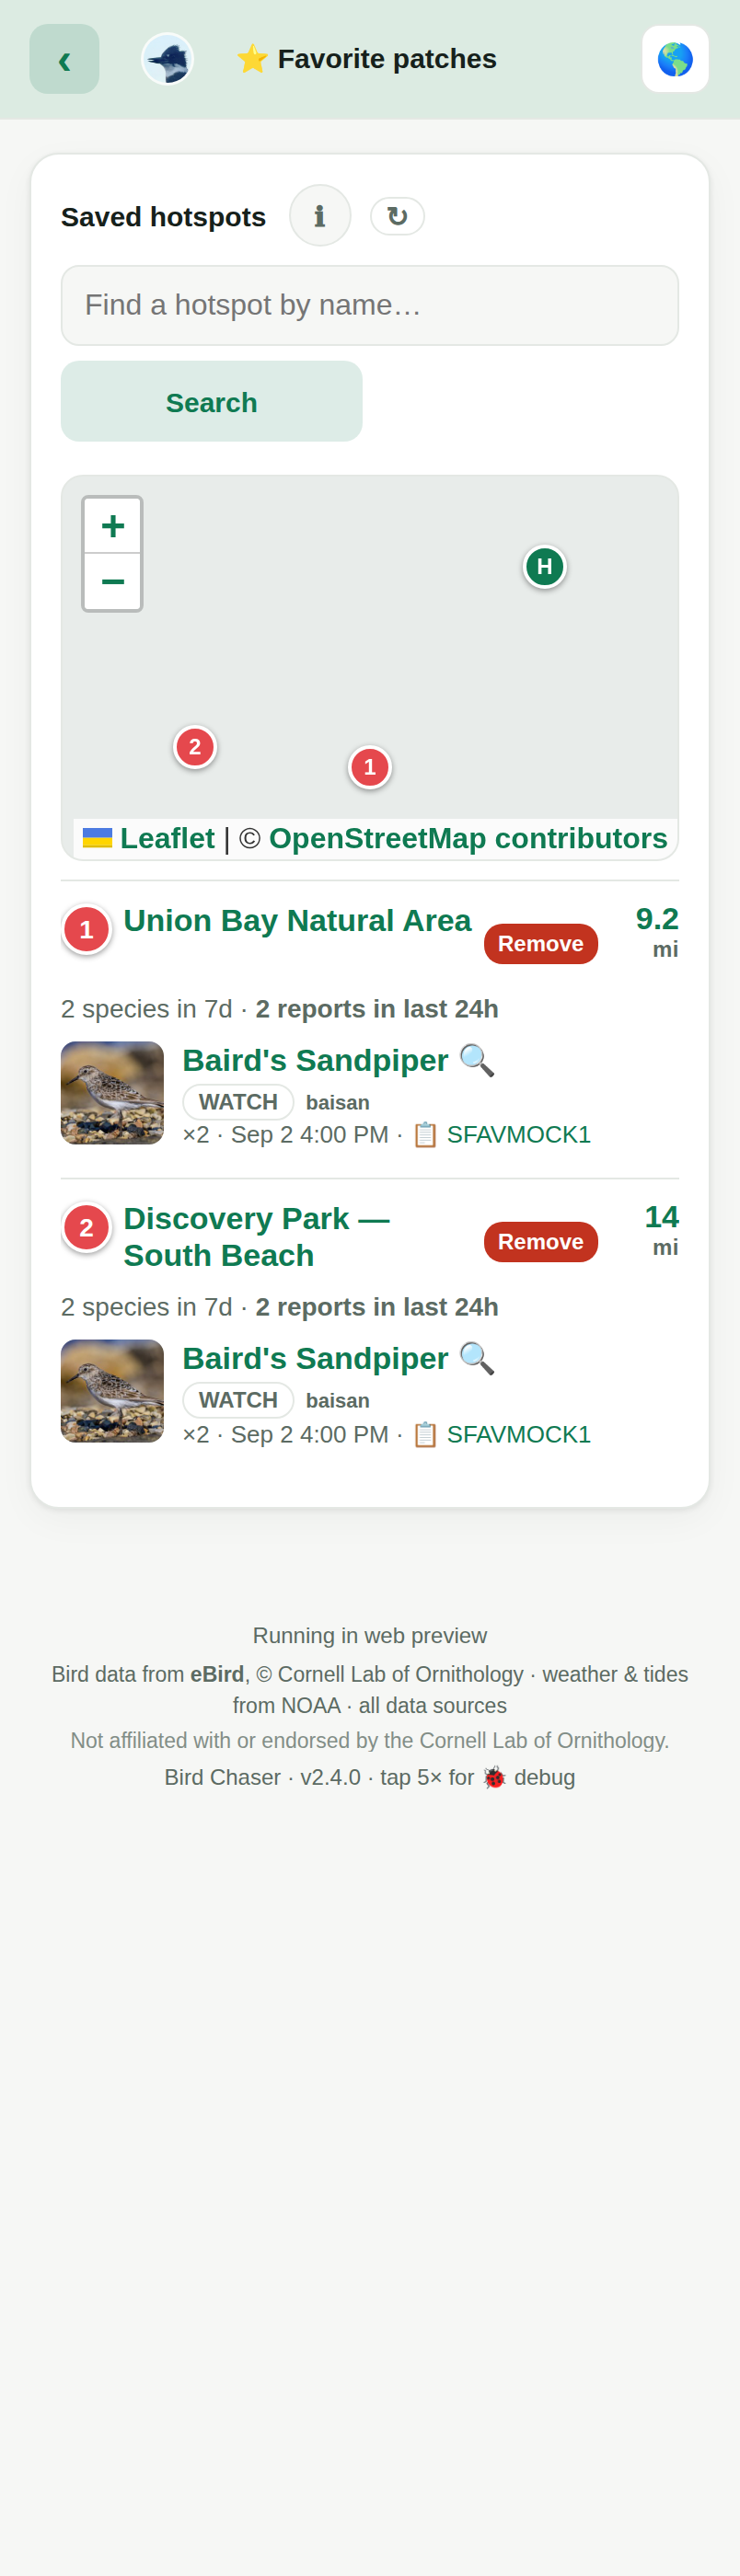 ‹ ⭐ Favorite patches 🌎
Saved hotspots ℹ ↻
Find a hotspot by name…
Search
+
−
H
2
1
Leaflet | © OpenStreetMap contributors
1 Union Bay Natural Area Remove 9.2 mi
2 species in 7d · 2 reports in last 24h
Baird's Sandpiper 🔍
WATCH baisan
×2 · Sep 2 4:00 PM · 📋 SFAVMOCK1
2 Discovery Park —
South Beach
Remove
14
mi
2 species in 7d · 2 reports in last 24h
Baird's Sandpiper 🔍
WATCH baisan
×2 · Sep 2 4:00 PM · 📋 SFAVMOCK1
Running in web preview
Bird data from eBird, © Cornell Lab of Ornithology · weather & tides
from NOAA · all data sources
Not affiliated with or endorsed by the Cornell Lab of Ornithology.
Bird Chaser · v2.4.0 · tap 5× for 🐞 debug